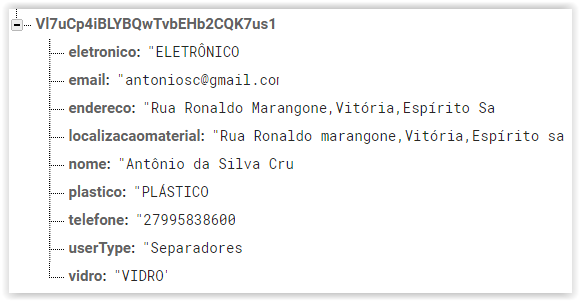 Vl7uCp4iBLYBQwTvbEHb2CQK7us1
eletronico: "ELETRÔNICO
email: "antoniosc@gmail.com
endereco: "Rua Ronaldo Marangone,Vitória,Espírito Sa
localizacaomaterial: "Rua Ronaldo marangone,Vitória,Espírito sa
nome: "Antônio da Silva Cru
plastico: "PLÁSTICO
telefone: "27995838600
userType: "Separadores
vidro: "VIDRO"